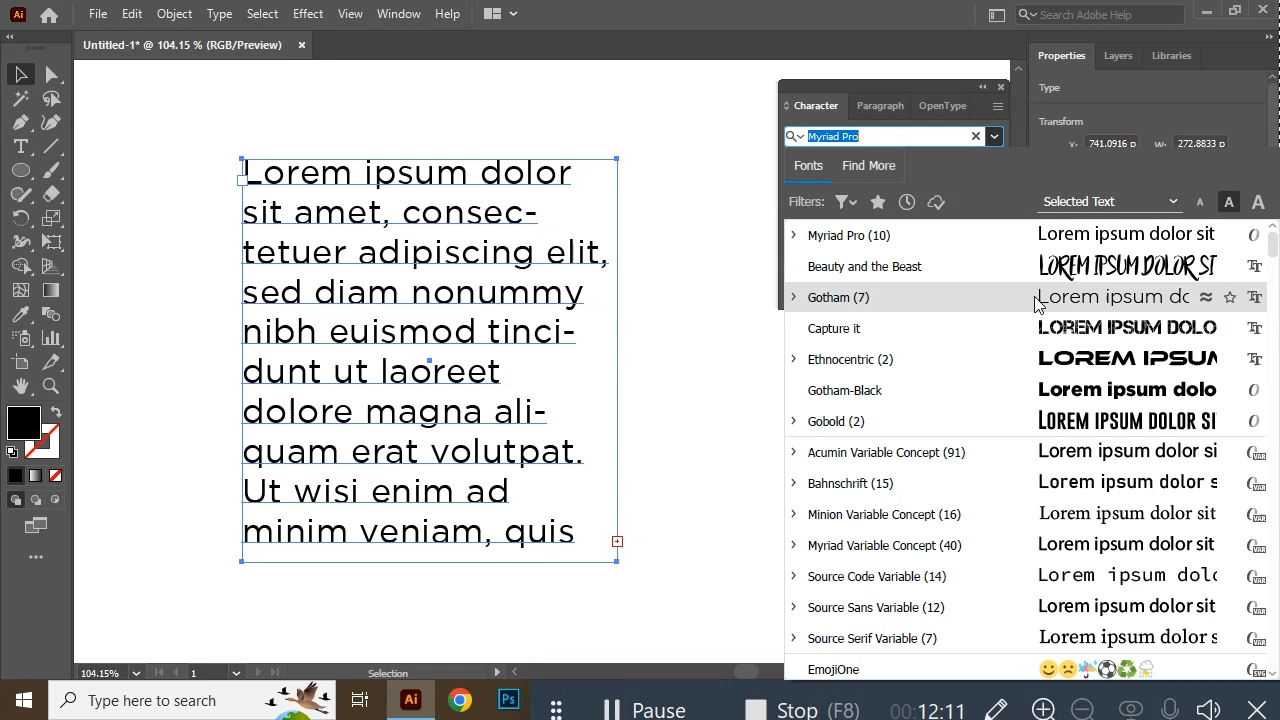 Ai File Edit Object Type Select Effect View Window Help Search Adobe Help
Untitled-1* @ 104.15 % (RGB/Preview)
Properties Layers Libraries
Type
Transform
X: 741.0916 p W: 272.8833 p
Character Paragraph OpenType
Myriad Pro
Fonts Find More
Filters: Selected Text A A A
Myriad Pro (10) Lorem ipsum dolor sit
Beauty and the Beast LOREM IPSUM DOLOR SI
Gotham (7) Lorem ipsum do
Capture it LOREM IPSUM DOLO
Ethnocentric (2) LOREM IPSUM
Gotham-Black Lorem ipsum dolo
Gobold (2) LOREM IPSUM DOLOR SI
Acumin Variable Concept (91) Lorem ipsum dolor si
Bahnschrift (15) Lorem ipsum dolor sit
Minion Variable Concept (16) Lorem ipsum dolor sit
Myriad Variable Concept (40) Lorem ipsum dolor sit
Source Code Variable (14) Lorem ipsum dolo
Source Sans Variable (12) Lorem ipsum dolor sit
Source Serif Variable (7) Lorem ipsum dolor s
EmojiOne
Lorem ipsum dolor
sit amet, consec-
tetuer adipiscing elit,
sed diam nonummy
nibh euismod tinci-
dunt ut laoreet
dolore magna ali-
quam erat volutpat.
Ut wisi enim ad
minim veniam, quis
104.15% 1 Selection
Type here to search Ai Ps Pause Stop (F8) 00:12:11